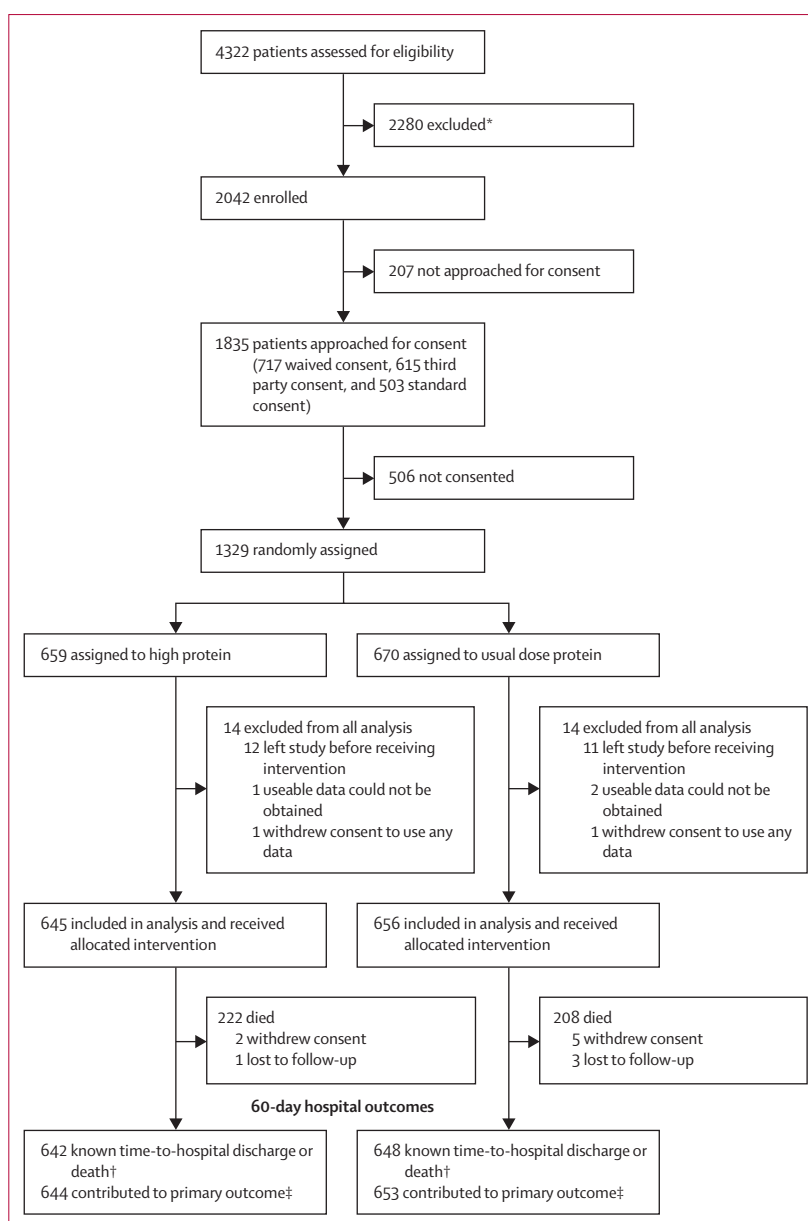 4322 patients assessed for eligibility
2280 excluded*
2042 enrolled
207 not approached for consent
1835 patients approached for consent
(717 waived consent, 615 third
party consent, and 503 standard
consent)
506 not consented
1329 randomly assigned
659 assigned to high protein
670 assigned to usual dose protein
14 excluded from all analysis
12 left study before receiving
intervention
1 useable data could not be
obtained
1 withdrew consent to use any
data
14 excluded from all analysis
11 left study before receiving
intervention
2 useable data could not be
obtained
1 withdrew consent to use any
data
645 included in analysis and received
allocated intervention
656 included in analysis and received
allocated intervention
222 died
2 withdrew consent
1 lost to follow-up
208 died
5 withdrew consent
3 lost to follow-up
60-day hospital outcomes
642 known time-to-hospital discharge or
death†
644 contributed to primary outcome‡
648 known time-to-hospital discharge or
death†
653 contributed to primary outcome‡